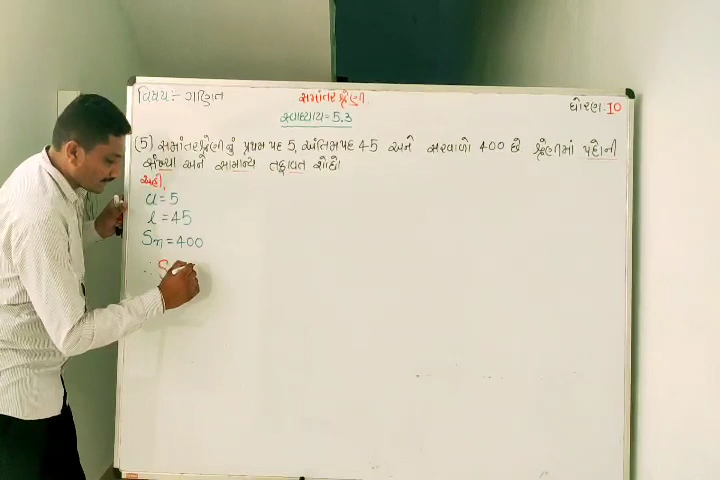 વિષય:- ગણિત
સમાંતર શ્રેણી
ધોરણ: 10
સ્વાધ્યાય = 5.3
(5) સમાંતર શ્રેણીનું પ્રથમ પદ 5, અંતિમ પદ 45 અને સરવાળો 400 છે શ્રેણીમાં પદોની
સંખ્યા અને સામાન્ય તફાવત શોધો
અહીં,
a = 5
l = 45
Sn = 400
∴ S